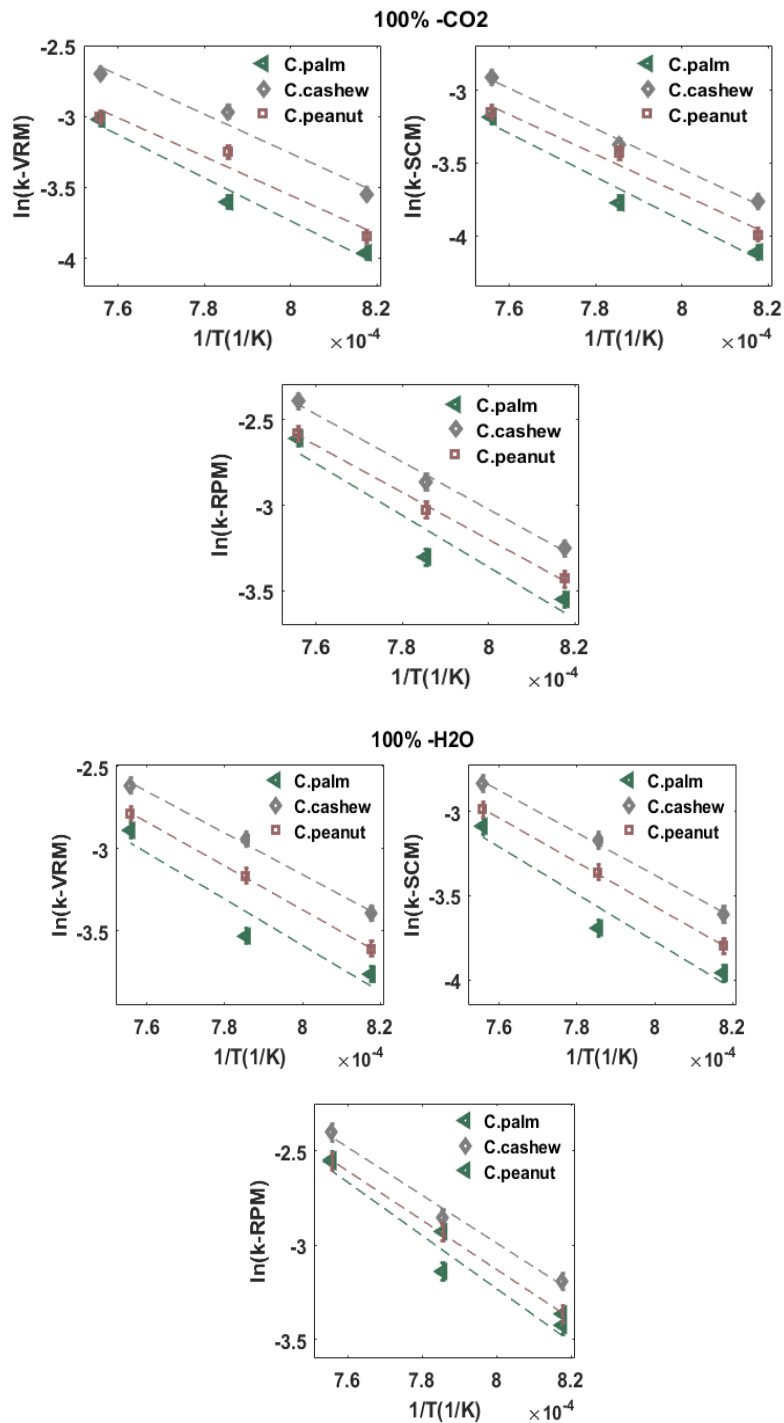 100% -CO2
C.palm
C.cashew
C.peanut
ln(k-VRM)
-2.5
-3
-3.5
-4
7.6
7.8
8
8.2
1/T(1/K)
×10-4
C.palm
C.cashew
C.peanut
ln(k-SCM)
-3
-3.5
-4
7.6
7.8
8
8.2
1/T(1/K)
×10-4
C.palm
C.cashew
C.peanut
ln(k-RPM)
-2.5
-3
-3.5
7.6
7.8
8
8.2
1/T(1/K)
×10-4
100% -H2O
C.palm
C.cashew
C.peanut
ln(k-VRM)
-2.5
-3
-3.5
7.6
7.8
8
8.2
1/T(1/K)
×10-4
C.palm
C.cashew
C.peanut
ln(k-SCM)
-3
-3.5
-4
7.6
7.8
8
8.2
1/T(1/K)
×10-4
C.palm
C.cashew
C.peanut
ln(k-RPM)
-2.5
-3
-3.5
7.6
7.8
8
8.2
1/T(1/K)
×10-4